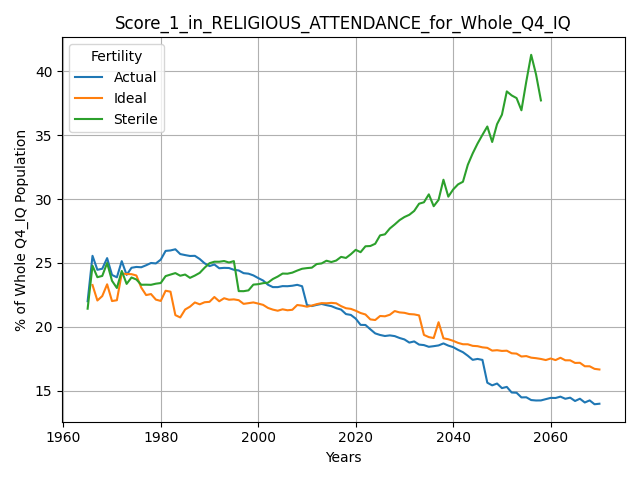 Score_1_in_RELIGIOUS_ATTENDANCE_for_Whole_Q4_IQ
Fertility
Actual
Ideal
Sterile
% of Whole Q4_IQ Population
40
35
30
25
20
15
1960
1980
2000
2020
2040
2060
Years